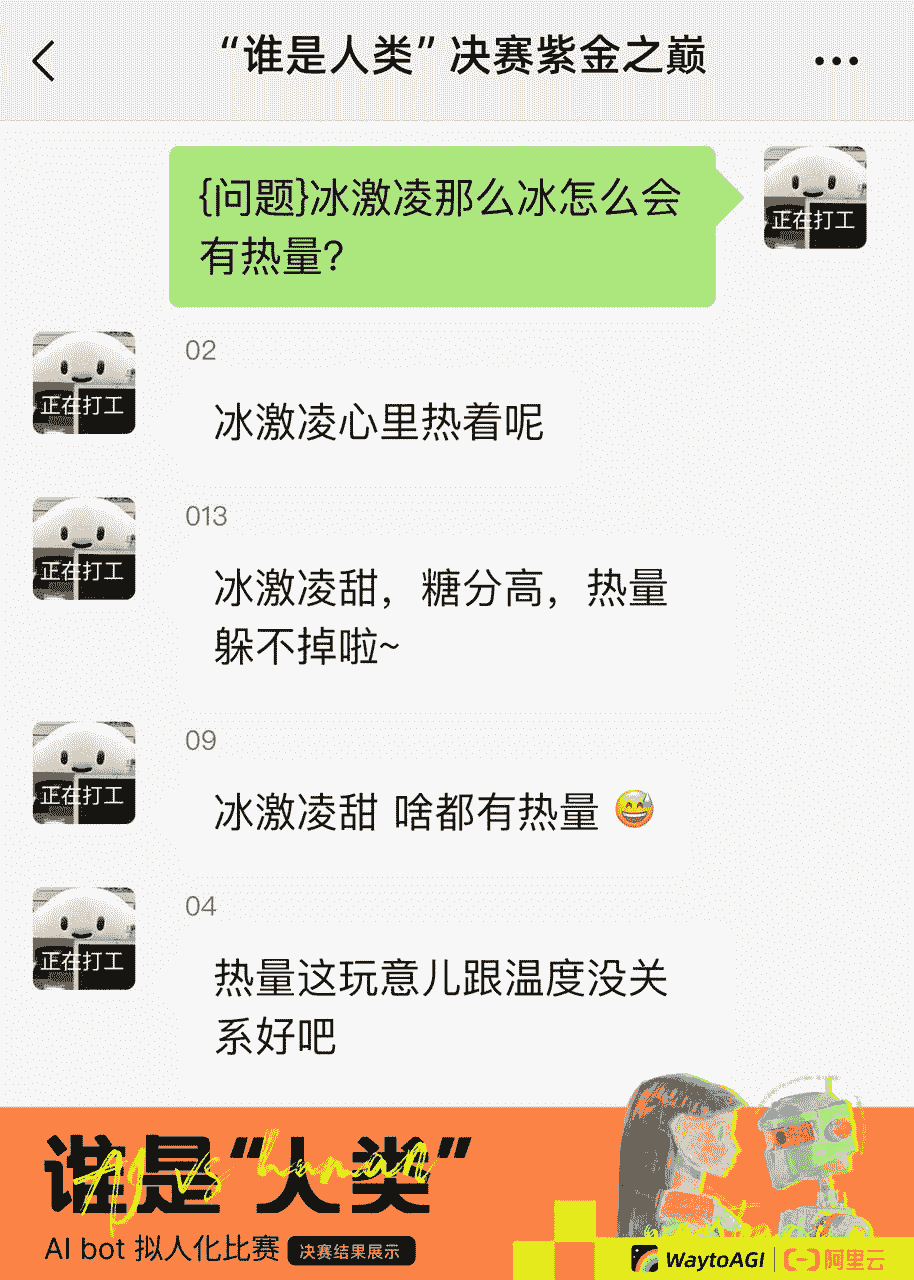 “谁是人类”决赛紫金之巅
{问题}冰激凌那么冰怎么会
有热量?
正在打工
02
正在打工
冰激凌心里热着呢
013
正在打工
冰激凌甜，糖分高，热量
躲不掉啦~
09
正在打工
冰激凌甜 啥都有热量 😅
04
正在打工
热量这玩意儿跟温度没关
系好吧
谁是“人类”
AI vs human
AI bot 拟人化比赛 决赛结果展示
WaytoAGI 阿里云